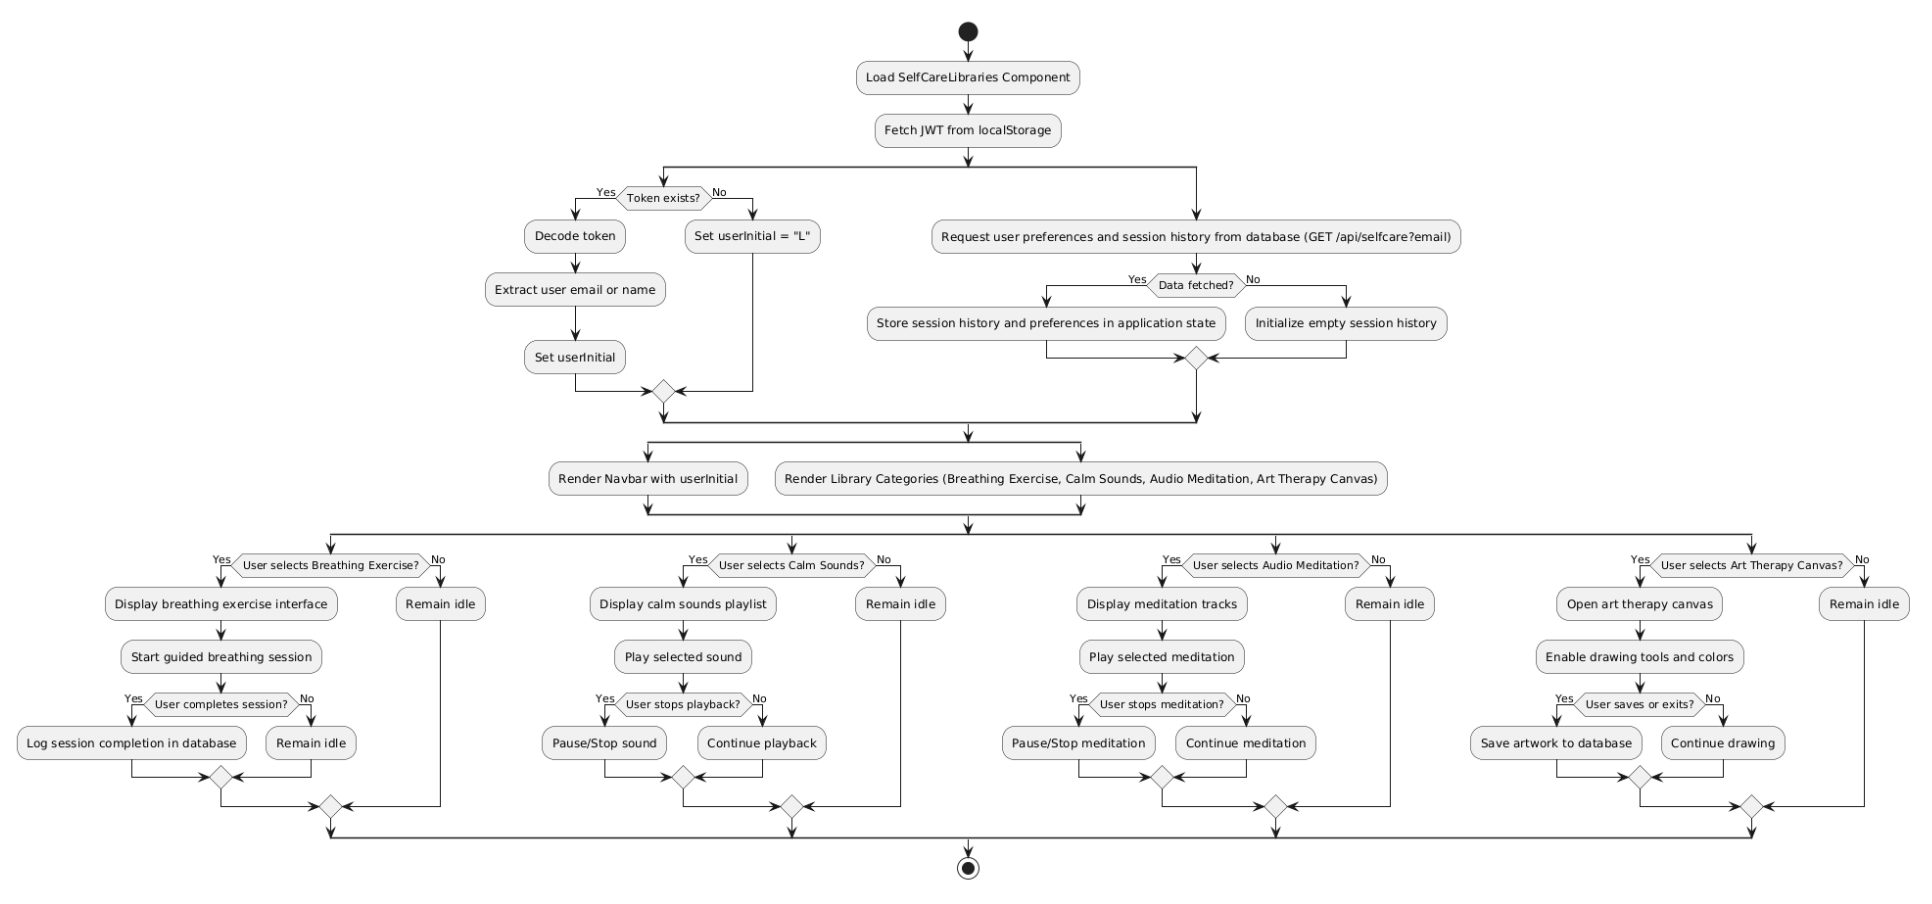 Load SelfCareLibraries Component
Fetch JWT from localStorage
Yes
Token exists?
No
Decode token
Set userInitial = "L"
Extract user email or name
Set userInitial
Request user preferences and session history from database (GET /api/selfcare?email)
Yes
Data fetched?
No
Store session history and preferences in application state
Initialize empty session history
Render Navbar with userInitial
Render Library Categories (Breathing Exercise, Calm Sounds, Audio Meditation, Art Therapy Canvas)
Yes
User selects Breathing Exercise?
No
Display breathing exercise interface
Remain idle
Start guided breathing session
Yes
User completes session?
No
Log session completion in database
Remain idle
Yes
User selects Calm Sounds?
No
Display calm sounds playlist
Remain idle
Play selected sound
Yes
User stops playback?
No
Pause/Stop sound
Continue playback
Yes
User selects Audio Meditation?
No
Display meditation tracks
Remain idle
Play selected meditation
Yes
User stops meditation?
No
Pause/Stop meditation
Continue meditation
Yes
User selects Art Therapy Canvas?
No
Open art therapy canvas
Remain idle
Enable drawing tools and colors
Yes
User saves or exits?
No
Save artwork to database
Continue drawing